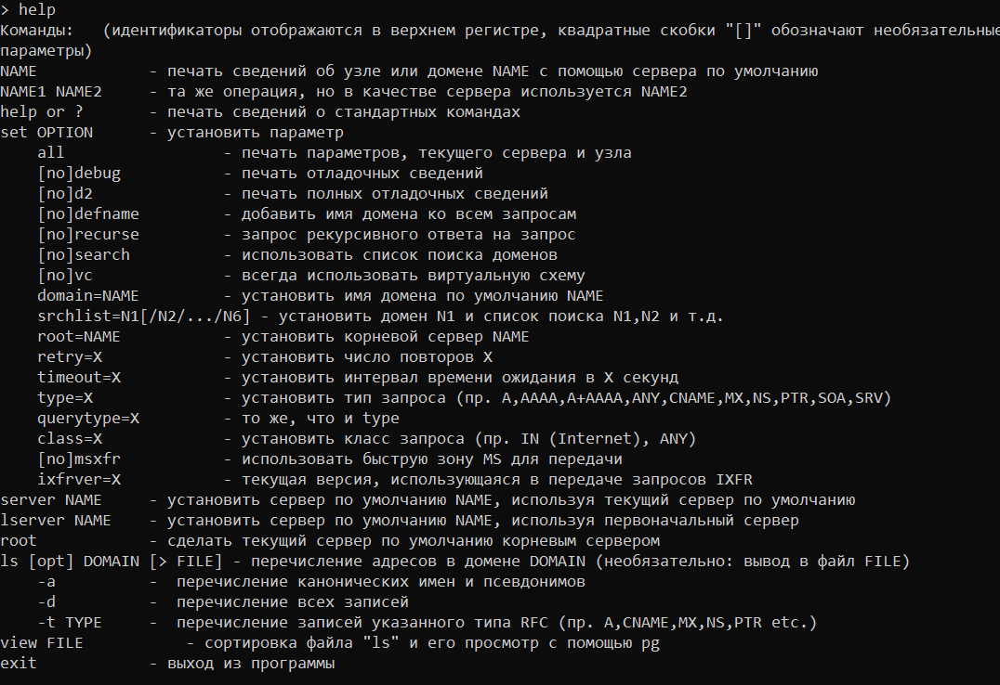 > help
Команды:   (идентификаторы отображаются в верхнем регистре, квадратные скобки "[]" обозначают необязательные
параметры)
NAME            - печать сведений об узле или домене NAME с помощью сервера по умолчанию
NAME1 NAME2     - та же операция, но в качестве сервера используется NAME2
help or ?       - печать сведений о стандартных командах
set OPTION      - установить параметр
    all                 - печать параметров, текущего сервера и узла
    [no]debug           - печать отладочных сведений
    [no]d2              - печать полных отладочных сведений
    [no]defname         - добавить имя домена ко всем запросам
    [no]recurse         - запрос рекурсивного ответа на запрос
    [no]search          - использовать список поиска доменов
    [no]vc              - всегда использовать виртуальную схему
    domain=NAME         - установить имя домена по умолчанию NAME
    srchlist=N1[/N2/.../N6] - установить домен N1 и список поиска N1,N2 и т.д.
    root=NAME           - установить корневой сервер NAME
    retry=X             - установить число повторов X
    timeout=X           - установить интервал времени ожидания в X секунд
    type=X              - установить тип запроса (пр. A,AAAA,A+AAAA,ANY,CNAME,MX,NS,PTR,SOA,SRV)
    querytype=X         - то же, что и type
    class=X             - установить класс запроса (пр. IN (Internet), ANY)
    [no]msxfr           - использовать быструю зону MS для передачи
    ixfrver=X           - текущая версия, использующаяся в передаче запросов IXFR
server NAME     - установить сервер по умолчанию NAME, используя текущий сервер по умолчанию
lserver NAME    - установить сервер по умолчанию NAME, используя первоначальный сервер
root            - сделать текущий сервер по умолчанию корневым сервером
ls [opt] DOMAIN [> FILE] - перечисление адресов в домене DOMAIN (необязательно: вывод в файл FILE)
    -a          -  перечисление канонических имен и псевдонимов
    -d          -  перечисление всех записей
    -t TYPE     -  перечисление записей указанного типа RFC (пр. A,CNAME,MX,NS,PTR etc.)
view FILE           - сортировка файла "ls" и его просмотр с помощью pg
exit            - выход из программы